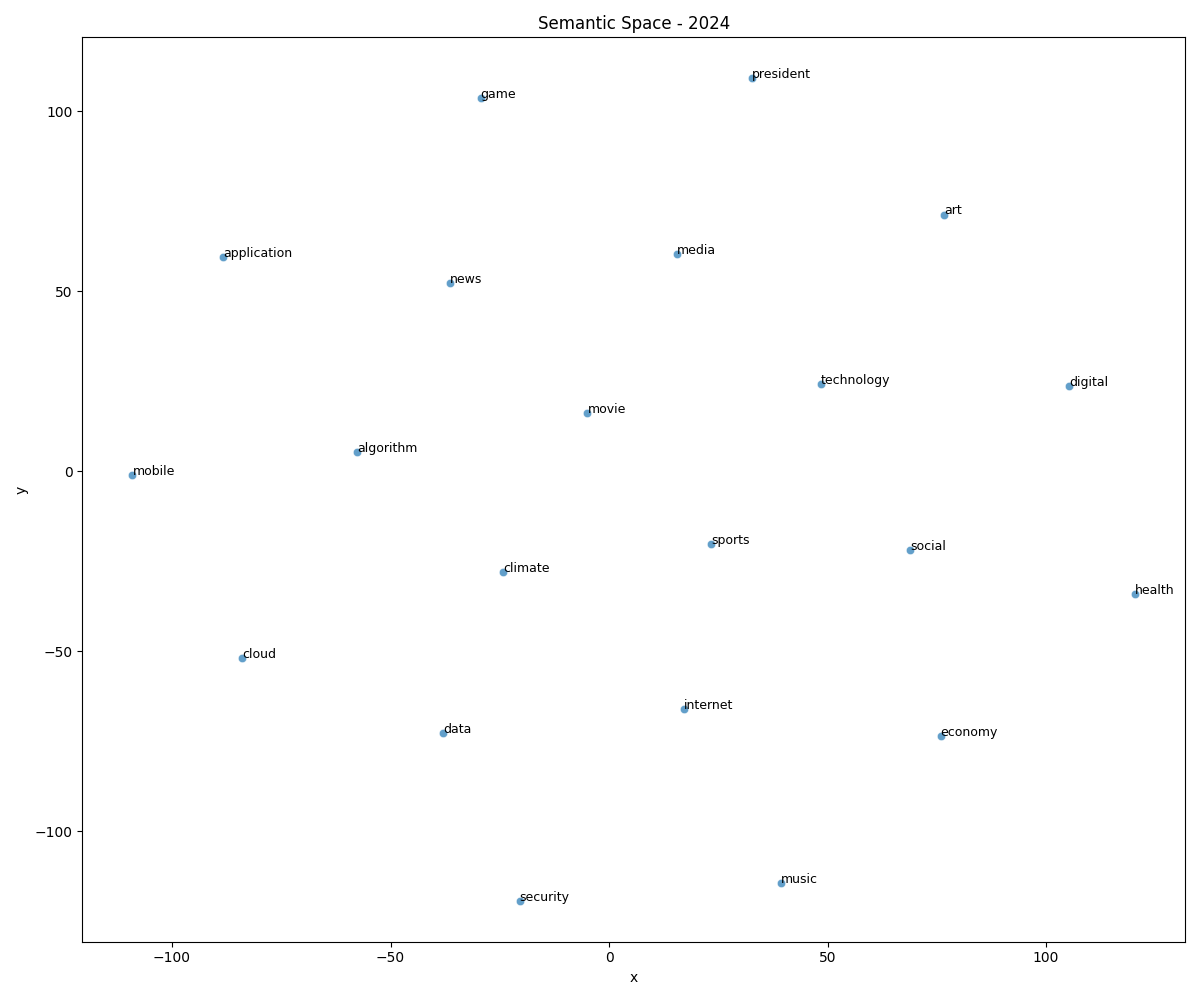 Semantic Space - 2024
president
game
art
application
media
news
technology
digital
movie
algorithm
mobile
sports
social
climate
health
cloud
internet
data
economy
music
security
100
50
0
−50
−100
y
−100
−50
0
50
100
x